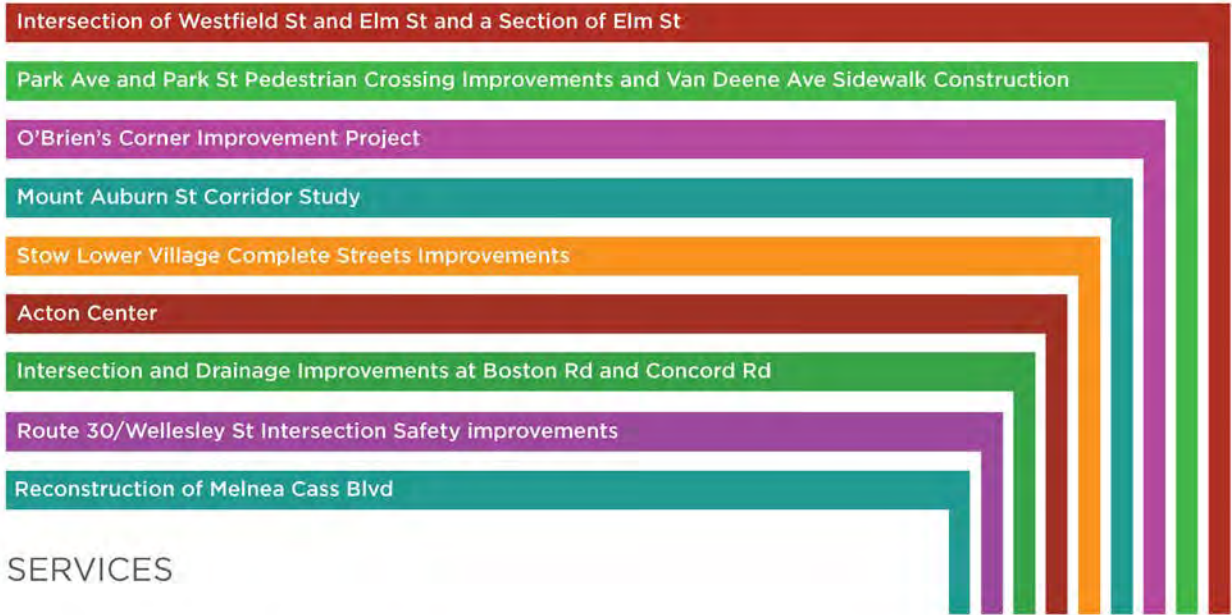 Intersection of Westfield St and Elm St and a Section of Elm St
Park Ave and Park St Pedestrian Crossing Improvements and Van Deene Ave Sidewalk Construction
O'Brien's Corner Improvement Project
Mount Auburn St Corridor Study
Stow Lower Village Complete Streets Improvements
Acton Center
Intersection and Drainage Improvements at Boston Rd and Concord Rd
Route 30/Wellesley St Intersection Safety improvements
Reconstruction of Melnea Cass Blvd
SERVICES